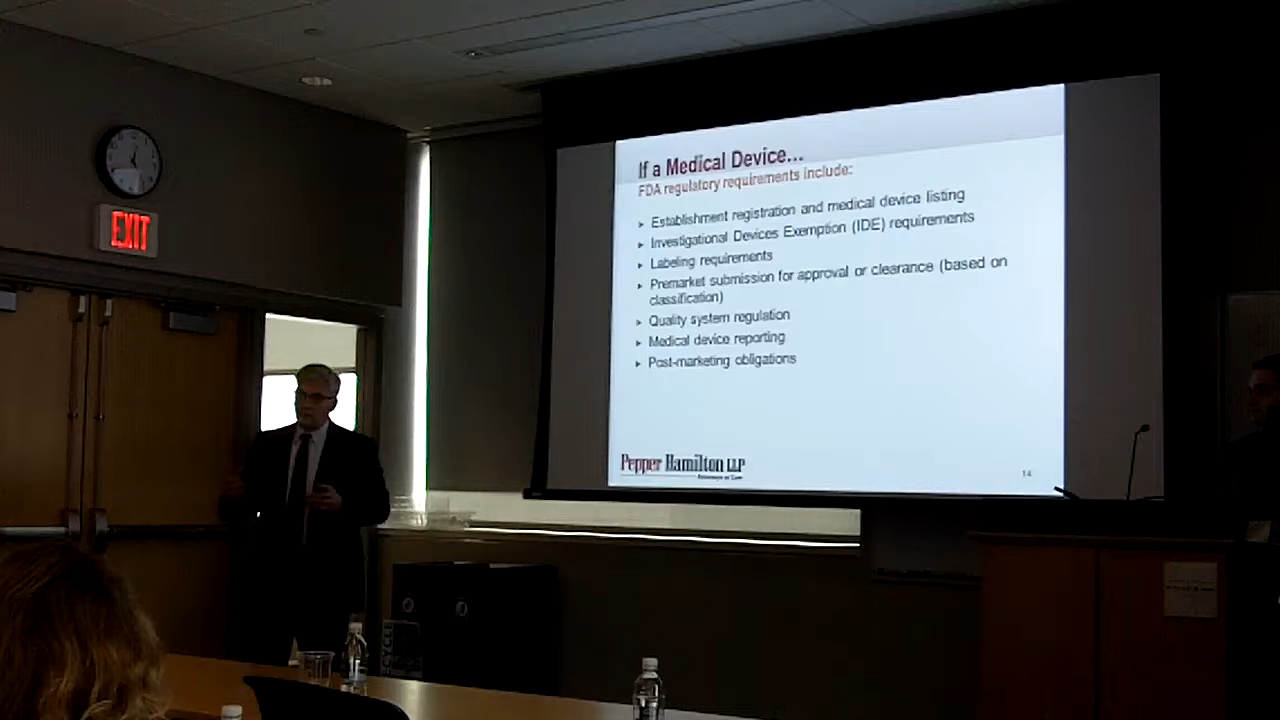 EXIT
If a Medical Device...
FDA regulatory requirements include:
Establishment registration and medical device listing
Investigational Devices Exemption (IDE) requirements
Labeling requirements
Premarket submission for approval or clearance (based on
classification)
Quality system regulation
Medical device reporting
Post-marketing obligations
Pepper Hamilton LLP
Attorneys at Law
14